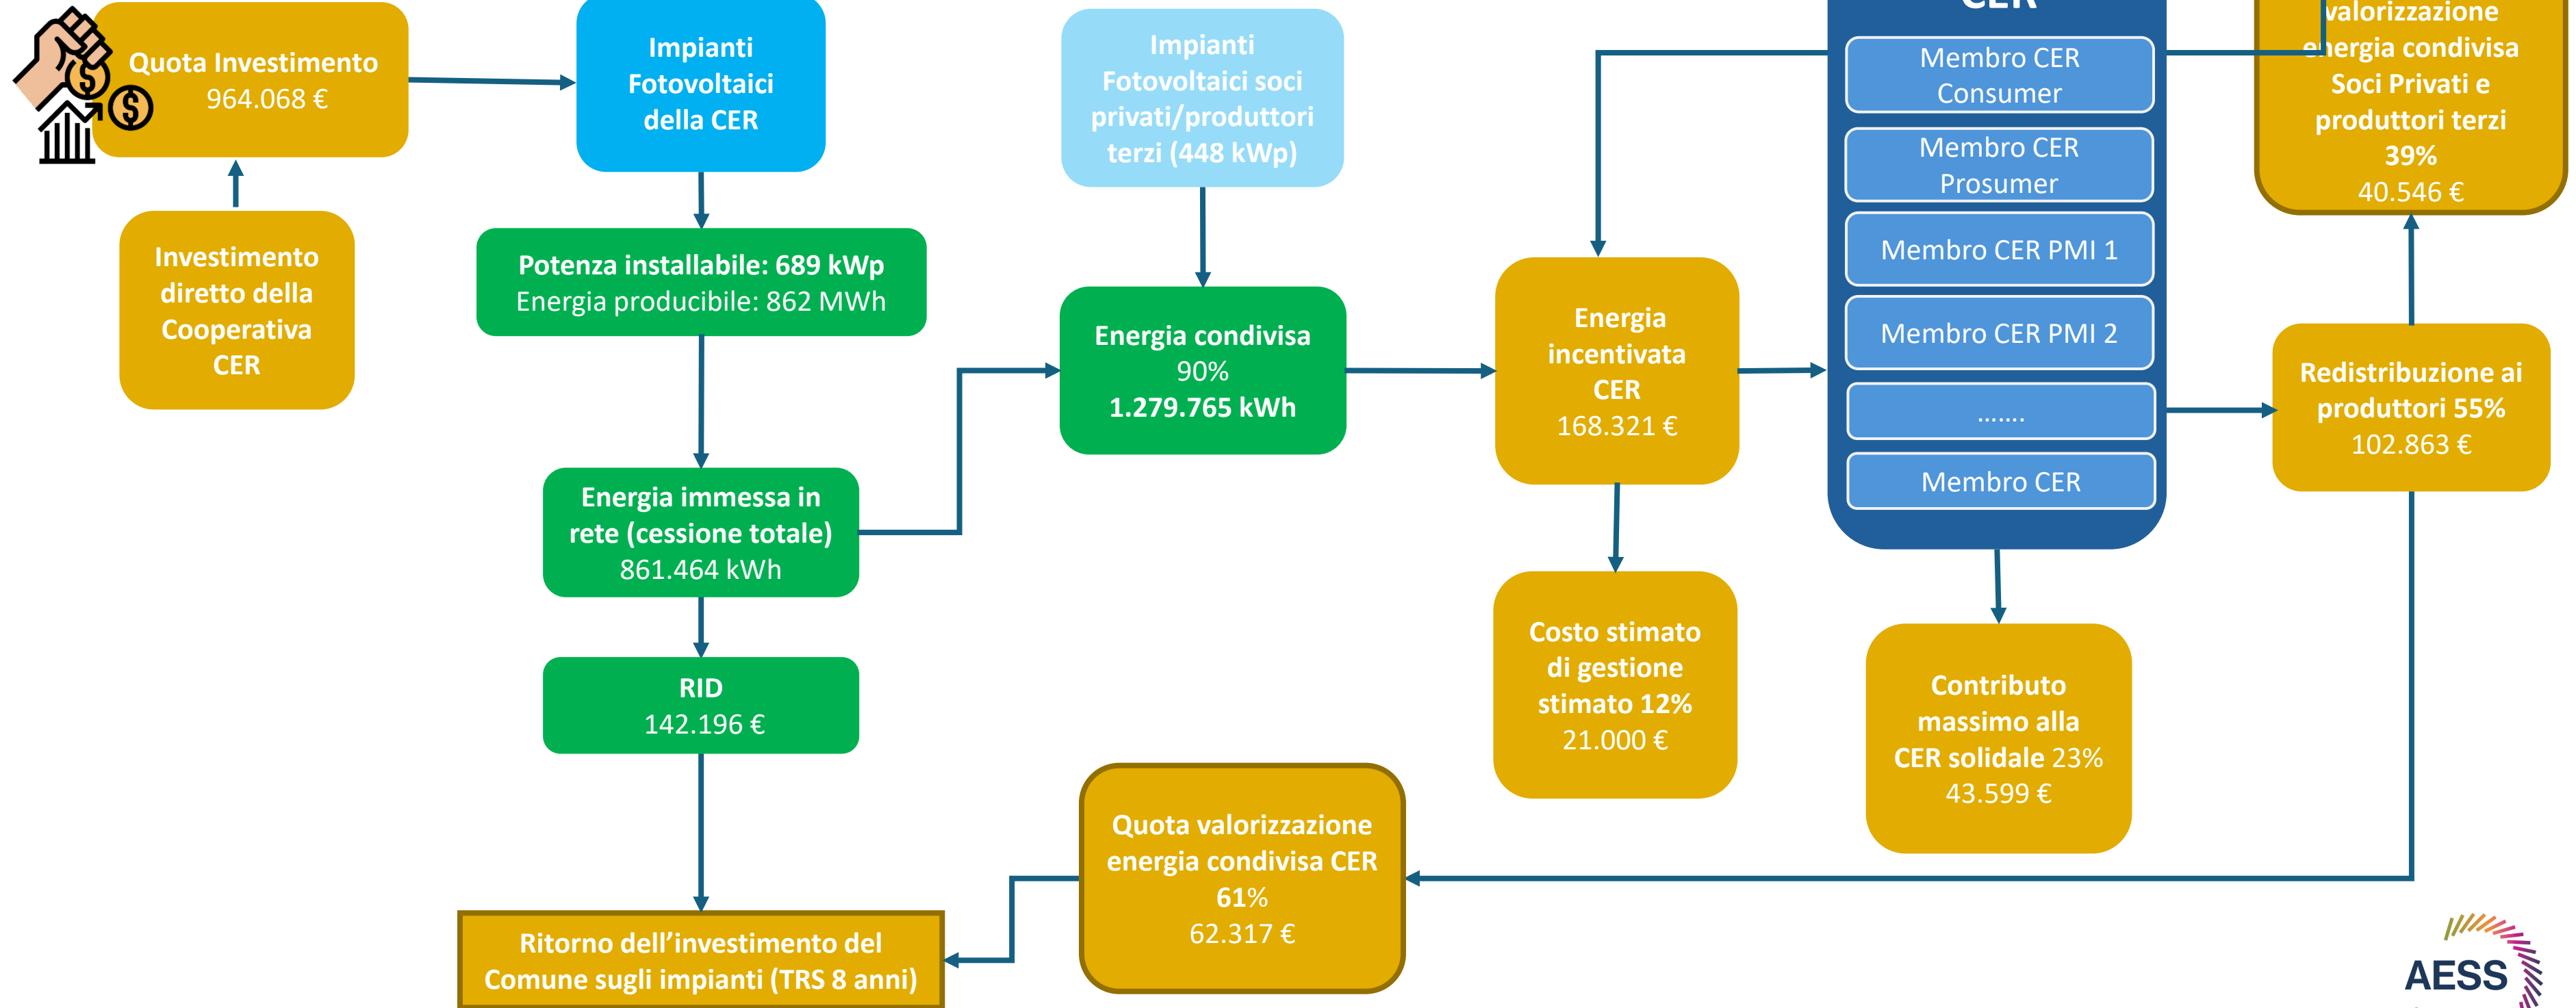 Quota Investimento
964.068 €
Investimento
diretto della
Cooperativa
CER
Impianti
Fotovoltaici
della CER
Potenza installabile: 689 kWp
Energia producibile: 862 MWh
Energia immessa in
rete (cessione totale)
861.464 kWh
RID
142.196 €
Ritorno dell'investimento del
Comune sugli impianti (TRS 8 anni)
Impianti
Fotovoltaici soci
privati/produttori
terzi (448 kWp)
Energia condivisa
90%
1.279.765 kWh
Quota valorizzazione
energia condivisa CER
61%
62.317 €
Energia
incentivata
CER
168.321 €
Costo stimato
di gestione
stimato 12%
21.000 €
CER
Membro CER
Consumer
Membro CER
Prosumer
Membro CER PMI 1
Membro CER PMI 2
.......
Membro CER
Contributo
massimo alla
CER solidale 23%
43.599 €
valorizzazione
energia condivisa
Soci Privati e
produttori terzi
39%
40.546 €
Redistribuzione ai
produttori 55%
102.863 €
AESS